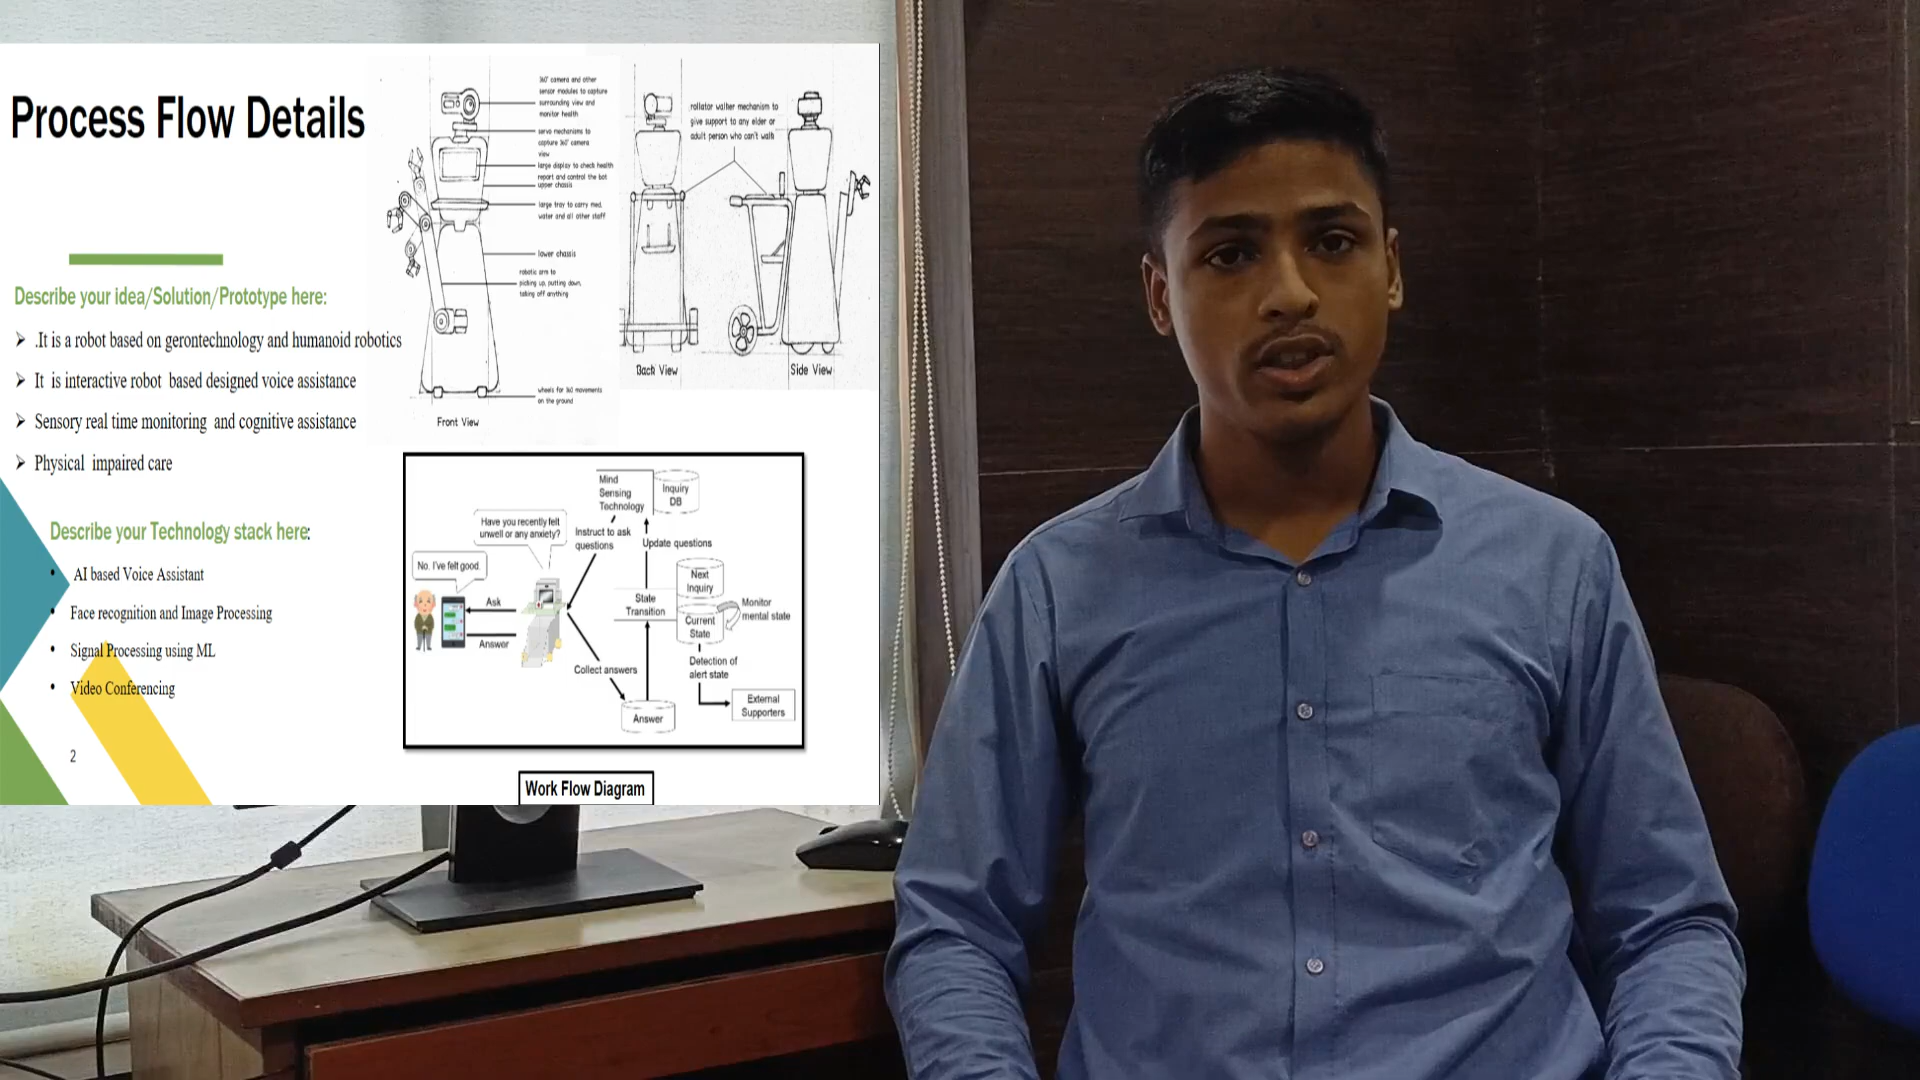 Process Flow Details
Describe your idea/Solution/Prototype here:
.It is a robot based on gerontechnology and humanoid robotics
It is interactive robot based designed voice assistance
Sensory real time monitoring and cognitive assistance
Physical impaired care
Describe your Technology stack here:
AI based Voice Assistant
Face recognition and Image Processing
Signal Processing using ML
Video Conferencing
2
360° camera and other
sensor modules to capture
surrounding view and
monitor health
servo mechanisms to
capture 360° camera
view
large display to check health
report and control the bot
upper chassis
large tray to carry med,
water and all other staff
lower chassis
robotic arm to
picking up, putting down,
taking off anything
wheels for 360 movements
on the ground
Front View
rollator walker mechanism to
give support to any elder or
adult person who can't walk
Back View
Side View
Mind
Sensing
Technology
Inquiry
DB
Have you recently felt
unwell or any anxiety?
Instruct to ask
questions
Update questions
No. I've felt good.
Next
Inquiry
Ask
State
Transition
Monitor
mental state
Current
State
Answer
Collect answers
Detection of
alert state
External
Supporters
Answer
Work Flow Diagram